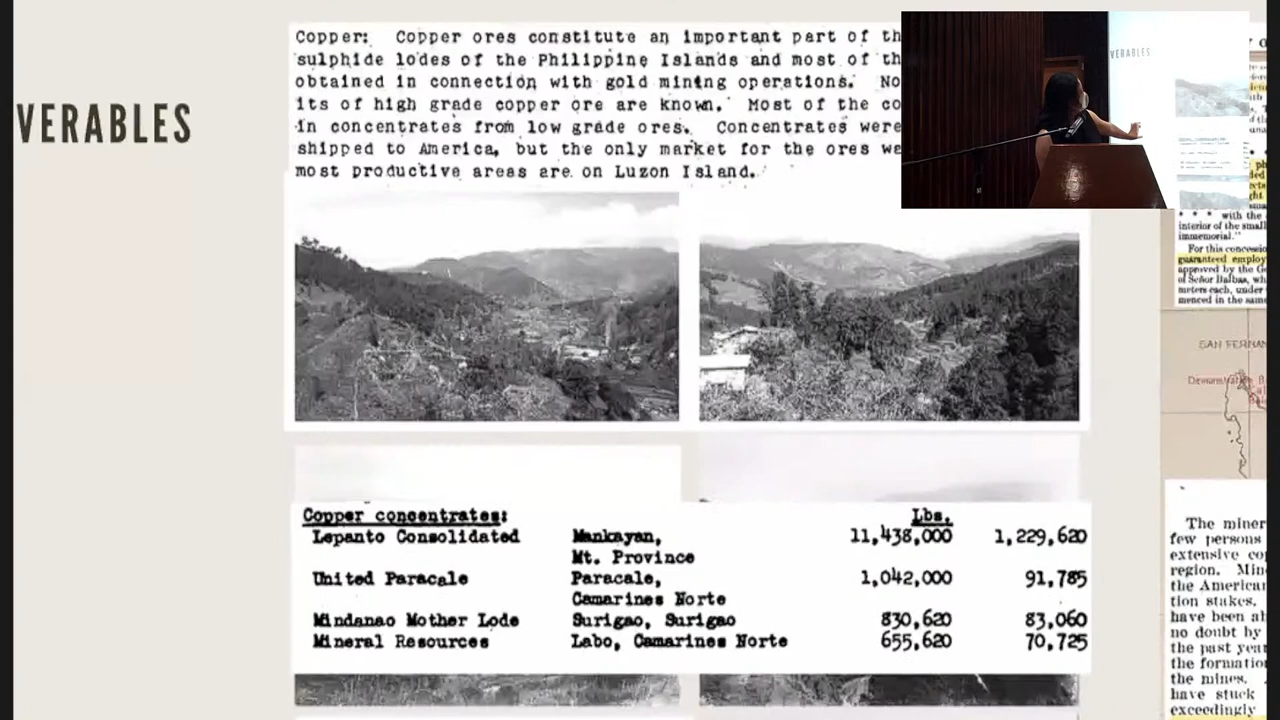 VERABLES
Copper: Copper ores constitute an important part of th
sulphide lodes of the Philippine Islands and most of th
obtained in connection with gold mining operations. No
its of high grade copper ore are known. Most of the co
in concentrates from low grade ores. Concentrates were
shipped to America, but the only market for the ores we
most productive areas are on Luzon Island.
VERABLES
Copper concentrates: Lbs.
Lepanto Consolidated Mankayan, 11,438,000 1,229,620
Mt. Province
United Paracale Paracale, 1,042,000 91,785
Camarines Norte
Mindanao Mother Lode Surigao, Surigao 830,620 83,060
Mineral Resources Labo, Camarines Norte 655,620 70,725
* * * with the
interior of the small
immemorial."
For this concessio
guaranteed employ
approved by the Go
of Señor Balbas, wh
meters each, under
menced in the same
SAN FERNAN
The miner
few persons
extensive co
region. Min
the American
tion stakes.
have been ab
no doubt by
the past year
the formation
the mines.
have stuck
exceedingly